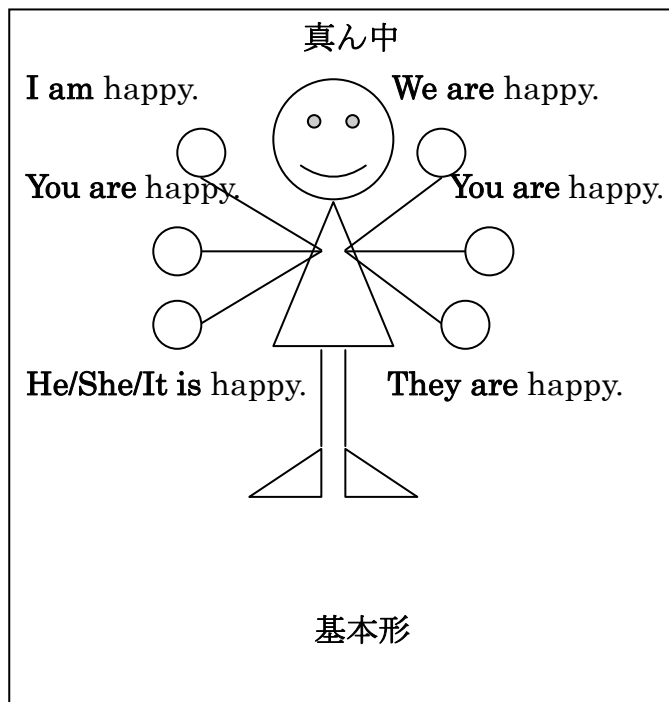 真ん中
I am happy.
We are happy.
You are happy.
You are happy.
He/She/It is happy.
They are happy.
基本形